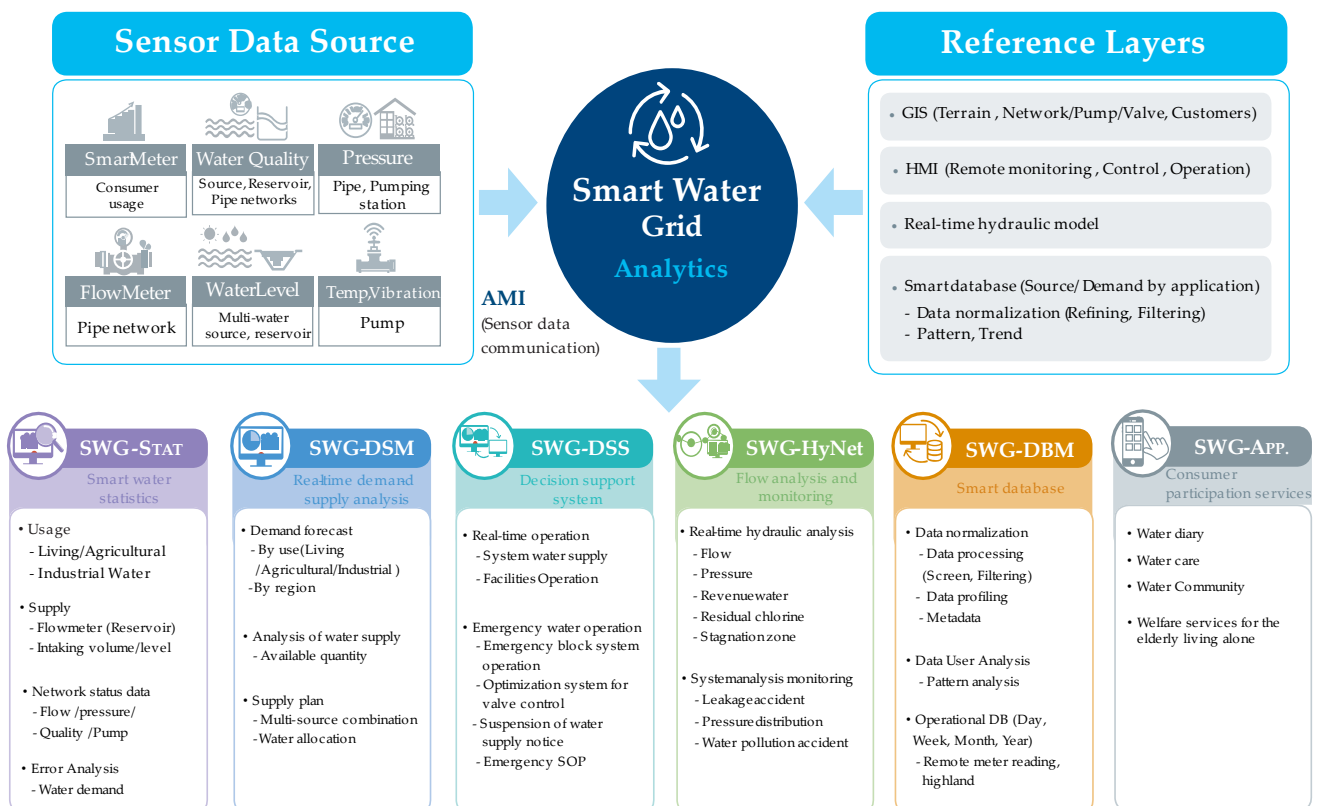 Sensor Data Source
SmarMeter
Consumer
usage
Water Quality
Source, Reservoir,
Pipe networks
Pressure
Pipe, Pumping
station
FlowMeter
Pipe network
WaterLevel
Multi-water
source, reservoir
Temp,Vibration
Pump
AMI
(Sensor data
communication)
Smart Water
Grid
Analytics
Reference Layers
• GIS (Terrain , Network/Pump/Valve, Customers)
• HMI (Remote monitoring , Control , Operation)
• Real-time hydraulic model
• Smartdatabase (Source/ Demand by application)
- Data normalization (Refining, Filtering)
- Pattern, Trend
SWG-STAT
Smart water
statistics
• Usage
- Living/Agricultural
- Industrial Water
• Supply
- Flowmeter (Reservoir)
- Intaking volume/level
• Network status data
- Flow /pressure/
- Quality /Pump
• Error Analysis
- Water demand
SWG-DSM
Real-time demand
supply analysis
• Demand forecast
- By use(Living
/Agricultural/Industrial )
-By region
• Analysis of water supply
- Available quantity
• Supply plan
- Multi-source combination
- Water allocation
SWG-DSS
Decision support
system
• Real-time operation
- System water supply
- Facilities Operation
• Emergency water operation
- Emergency block system
operation
- Optimization system for
valve control
- Suspension of water
supply notice
- Emergency SOP
SWG-HyNet
Flow analysis and
monitoring
• Real-time hydraulic analysis
- Flow
- Pressure
- Revenuewater
- Residual chlorine
- Stagnation zone
• Systemanalysis monitoring
- Leakage accident
- Pressure distribution
- Water pollution accident
SWG-DBM
Smart database
• Data normalization
- Data processing
(Screen, Filtering)
- Data profiling
- Metadata
• Data User Analysis
- Pattern analysis
• Operational DB (Day,
Week, Month, Year)
- Remote meter reading,
highland
SWG-APP.
Consumer
participation services
• Water diary
• Water care
• Water Community
• Welfare services for the
elderly living alone